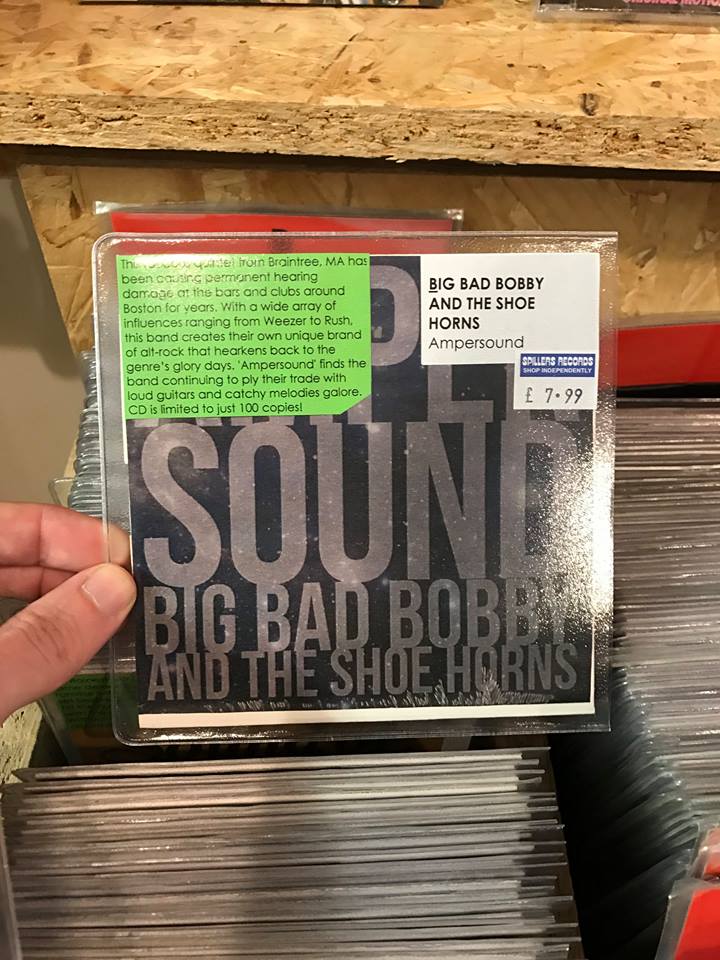 quintet from Braintree, MA has
been causing permanent hearing
damage at the bars and clubs around
Boston for years. With a wide array of
influences ranging from Weezer to Rush,
this band creates their own unique brand
of alt-rock that hearkens back to the
genre's glory days. 'Ampersound' finds the
band continuing to ply their trade with
loud guitars and catchy melodies galore.
CD is limited to just 100 copies!
BIG BAD BOBBY
AND THE SHOE
HORNS
Ampersound
SPILLERS RECORDS
SHOP INDEPENDENTLY
£ 7.99
SOUND
BIG BAD BOBBY
AND THE SHOE HORNS